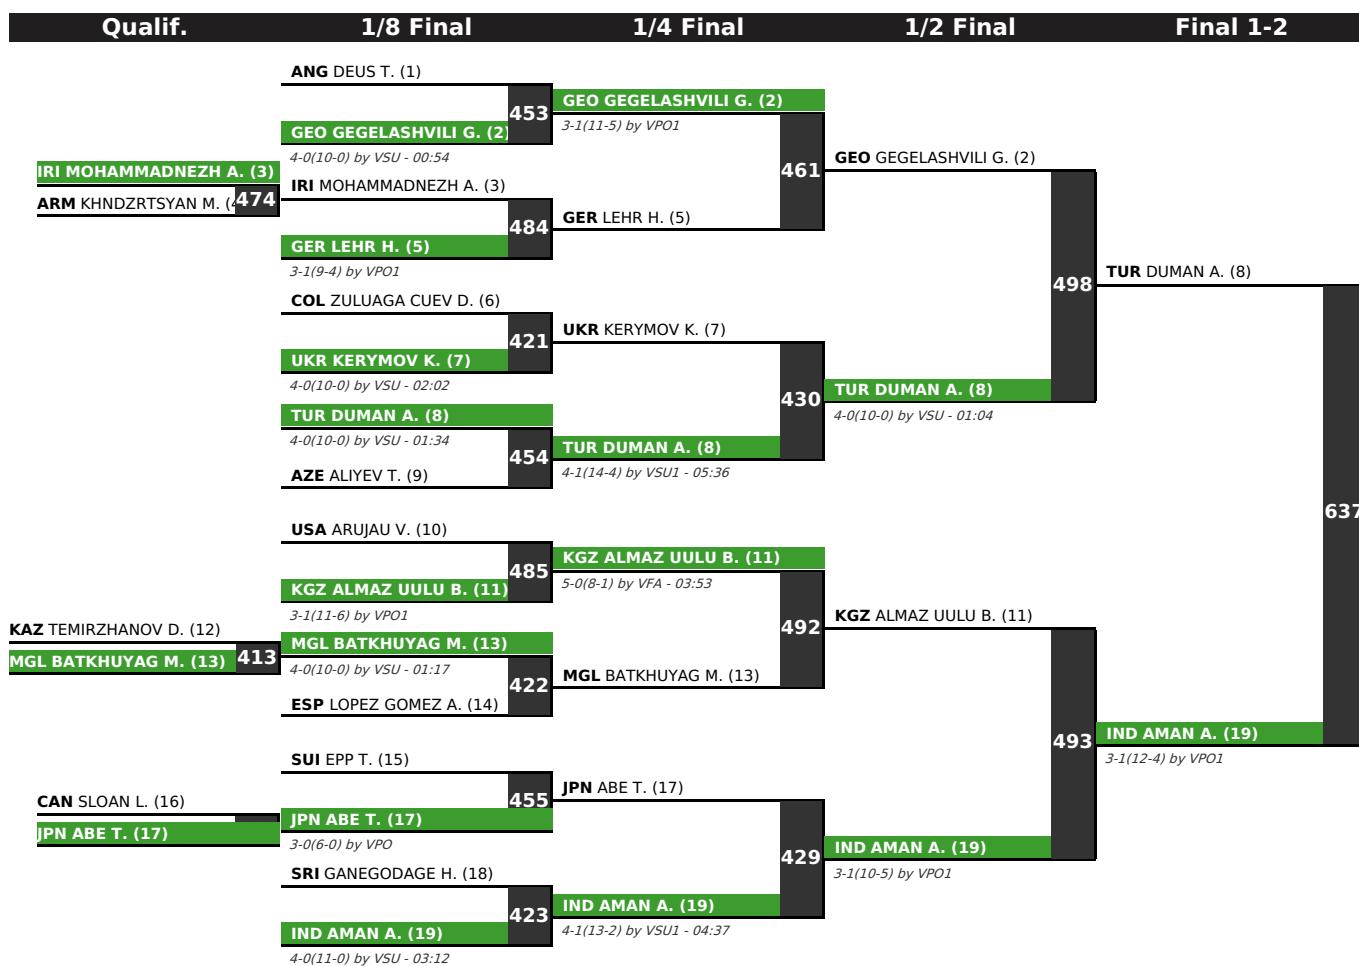 Qualif. 1/8 Final 1/4 Final 1/2 Final Final 1-2
ANG DEUS T. (1)
453
GEO GEGELASHVILI G. (2)
4-0(10-0) by VSU - 00:54
IRI MOHAMMADNEZH A. (3)
ARM KHNDZRTSYAN M. (
474
IRI MOHAMMADNEZH A. (3)
484
GER LEHR H. (5)
3-1(9-4) by VPO1
COL ZULUAGA CUEV D. (6)
421
UKR KERYMOV K. (7)
4-0(10-0) by VSU - 02:02
TUR DUMAN A. (8)
4-0(10-0) by VSU - 01:34
454
AZE ALIYEV T. (9)
USA ARUJAU V. (10)
485
KGZ ALMAZ UULU B. (11)
3-1(11-6) by VPO1
KAZ TEMIRZHANOV D. (12)
MGL BATKHUYAG M. (13)
413
MGL BATKHUYAG M. (13)
4-0(10-0) by VSU - 01:17
422
ESP LOPEZ GOMEZ A. (14)
SUI EPP T. (15)
455
CAN SLOAN L. (16)
JPN ABE T. (17)
JPN ABE T. (17)
3-0(6-0) by VPO
SRI GANEGODAGE H. (18)
423
IND AMAN A. (19)
4-0(11-0) by VSU - 03:12
GEO GEGELASHVILI G. (2)
3-1(11-5) by VPO1
461
GER LEHR H. (5)
UKR KERYMOV K. (7)
430
TUR DUMAN A. (8)
4-1(14-4) by VSU1 - 05:36
KGZ ALMAZ UULU B. (11)
5-0(8-1) by VFA - 03:53
492
MGL BATKHUYAG M. (13)
JPN ABE T. (17)
429
IND AMAN A. (19)
4-1(13-2) by VSU1 - 04:37
GEO GEGELASHVILI G. (2)
498
TUR DUMAN A. (8)
4-0(10-0) by VSU - 01:04
KGZ ALMAZ UULU B. (11)
493
IND AMAN A. (19)
3-1(10-5) by VPO1
TUR DUMAN A. (8)
637
IND AMAN A. (19)
3-1(12-4) by VPO1